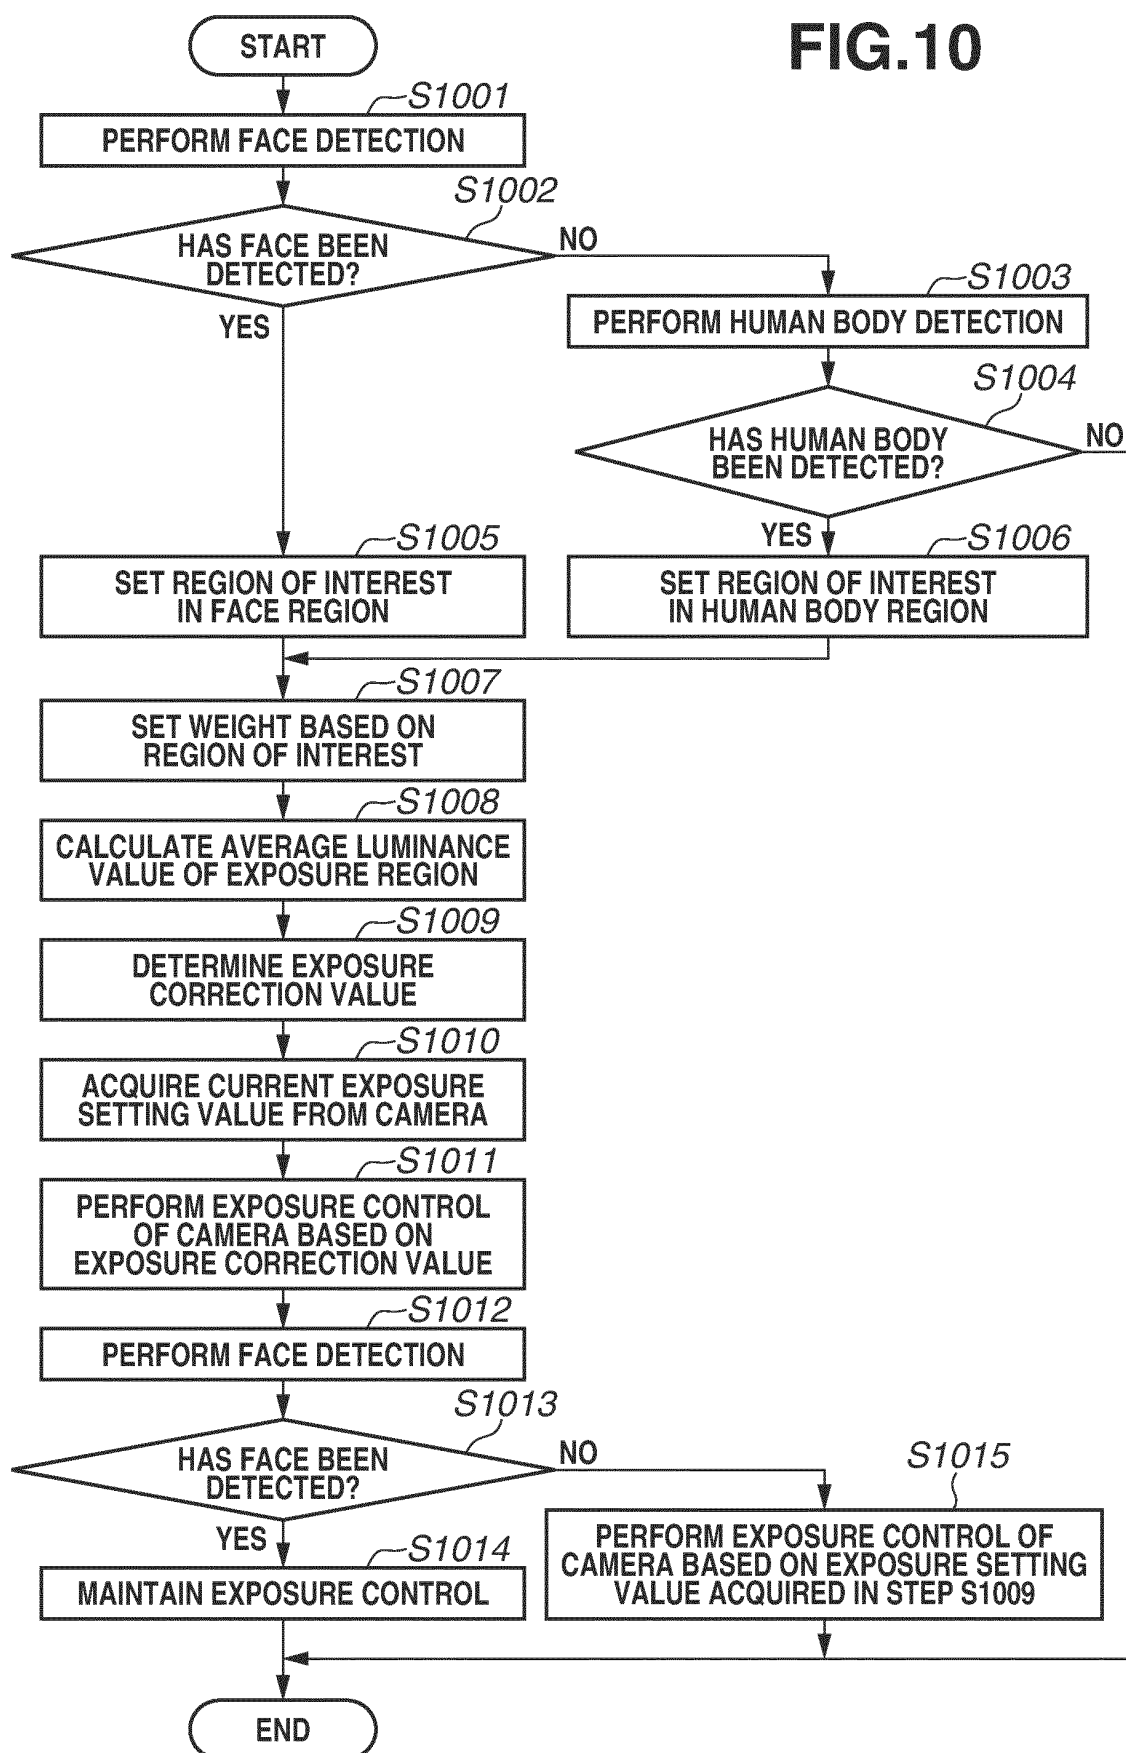 FIG.10
START
S1001
PERFORM FACE DETECTION
S1002
HAS FACE BEEN
DETECTED?
NO
YES
S1003
PERFORM HUMAN BODY DETECTION
S1004
HAS HUMAN BODY
BEEN DETECTED?
NO
YES
S1005
SET REGION OF INTEREST
IN FACE REGION
S1006
SET REGION OF INTEREST
IN HUMAN BODY REGION
S1007
SET WEIGHT BASED ON
REGION OF INTEREST
S1008
CALCULATE AVERAGE LUMINANCE
VALUE OF EXPOSURE REGION
S1009
DETERMINE EXPOSURE
CORRECTION VALUE
S1010
ACQUIRE CURRENT EXPOSURE
SETTING VALUE FROM CAMERA
S1011
PERFORM EXPOSURE CONTROL
OF CAMERA BASED ON
EXPOSURE CORRECTION VALUE
S1012
PERFORM FACE DETECTION
S1013
HAS FACE BEEN
DETECTED?
NO
YES
S1014
MAINTAIN EXPOSURE CONTROL
S1015
PERFORM EXPOSURE CONTROL OF
CAMERA BASED ON EXPOSURE SETTING
VALUE ACQUIRED IN STEP S1009
END